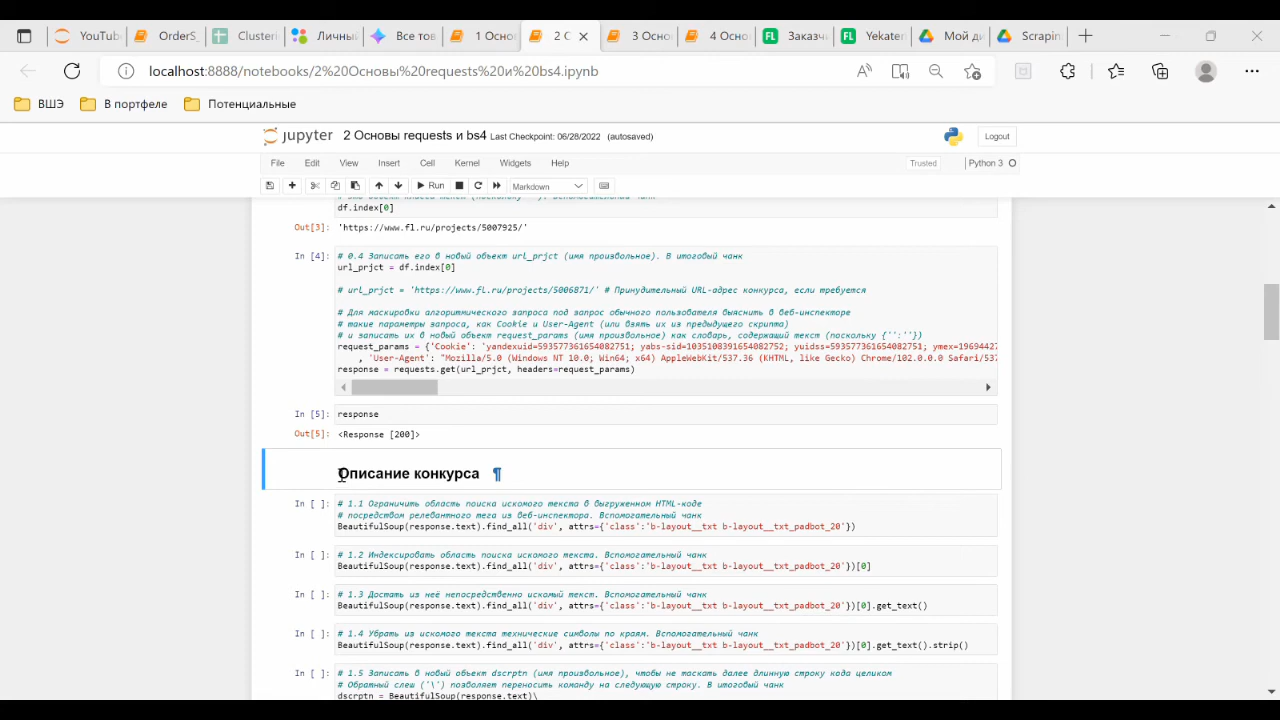 YouTub
OrderS_
Clusteri
Личный
Все тов
1 Осно
2 О
3 Осно
4 Осно
Заказчи
Yekateri
Мой ди
Scrapin
localhost:8888/notebooks/2%20Основы%20requests%20и%20bs4.ipynb
ВШЭ
В портфеле
Потенциальные
jupyter 2 Основы requests и bs4 Last Checkpoint: 06/28/2022 (autosaved)
Logout
File Edit View Insert Cell Kernel Widgets Help
Trusted
Python 3
Run
Markdown
df.index[0]
Out[3]: 'https://www.fl.ru/projects/5007925/'
In [4]: # 0.4 Записать его в новый объект url_prjct (имя произвольное). В итоговый чанк
url_prjct = df.index[0]
# url_prjct = 'https://www.fl.ru/projects/5006871/' # Принудительный URL-адрес конкурса, если требуется
# Для маскировки алгоритмического запроса под запрос обычного пользователя выяснить в веб-инспекторе
# такие параметры запроса, как Cookie и User-Agent (или взять их из предыдущего скрипта)
# и записать их в новый объект request_params (имя произвольное) как словарь, содержащий текст (поскольку {'':''})
request_params = {'Cookie': 'yandexuid=593577361654082751; yabs-sid=1035108391654082752; yuidss=593577361654082751; ymex=19694427
, 'User-Agent': "Mozilla/5.0 (Windows NT 10.0; Win64; x64) AppleWebKit/537.36 (KHTML, like Gecko) Chrome/102.0.0.0 Safari/537
response = requests.get(url_prjct, headers=request_params)
In [5]: response
Out[5]: <Response [200]>
Описание конкурса ¶
In [ ]: # 1.1 Ограничить область поиска искомого текста в выгруженном HTML-коде
# посредством релевантного тега из веб-инспектора. Вспомогательный чанк
BeautifulSoup(response.text).find_all('div', attrs={'class':'b-layout__txt b-layout__txt_padbot_20'})
In [ ]: # 1.2 Индексировать область поиска искомого текста. Вспомогательный чанк
BeautifulSoup(response.text).find_all('div', attrs={'class':'b-layout__txt b-layout__txt_padbot_20'})[0]
In [ ]: # 1.3 Достать из неё непосредственно искомый текст. Вспомогательный чанк
BeautifulSoup(response.text).find_all('div', attrs={'class':'b-layout__txt b-layout__txt_padbot_20'})[0].get_text()
In [ ]: # 1.4 Убрать из искомого текста технические символы по краям. Вспомогательный чанк
BeautifulSoup(response.text).find_all('div', attrs={'class':'b-layout__txt b-layout__txt_padbot_20'})[0].get_text().strip()
In [ ]: # 1.5 Записать в новый объект dscrptn (имя произвольное), чтобы не таскать далее длинную строку кода целиком
# Обратный слеш ('\') позволяет переносить команду на следующую строку. В итоговый чанк
dscrptn = BeautifulSoup(response.text)\